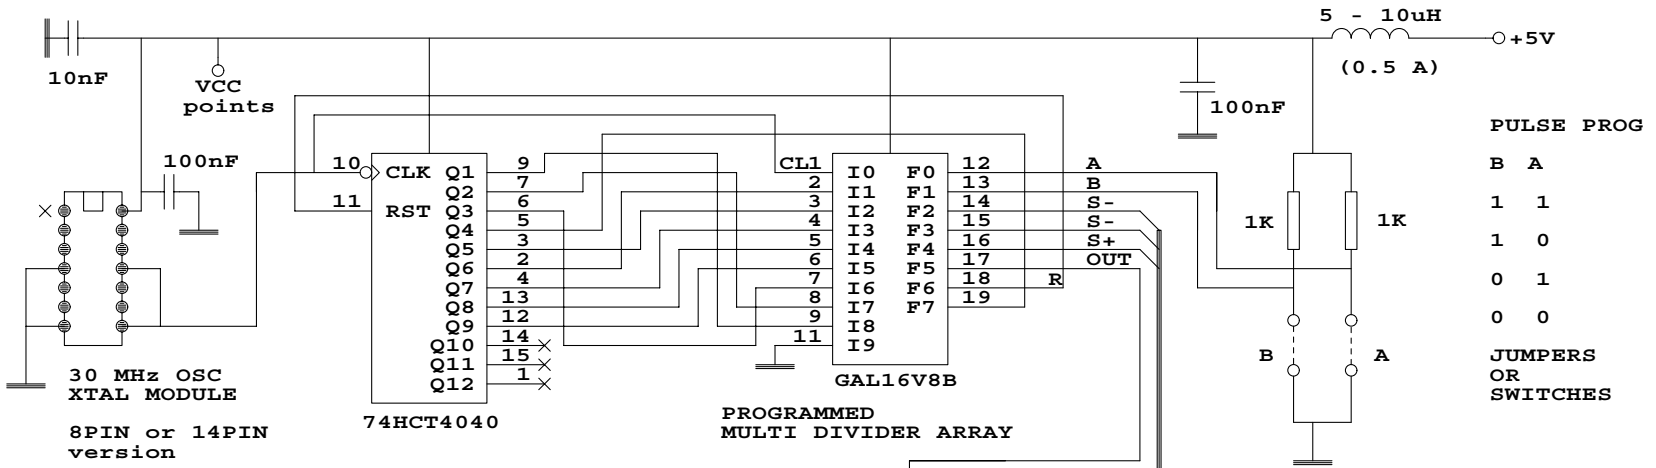 5 - 10uH
+5V
(0.5 A)
10nF
VCC
points
100nF
PULSE PROG
B A
1 1
1 0
0 1
0 0
JUMPERS
OR
SWITCHES
100nF
10 CLK Q1 9
Q2 7
11 RST Q3 6
Q4 5
Q5 3
Q6 2
Q7 4
Q8 13
Q9 12
Q10 14
Q11 15
Q12 1
74HCT4040
CL1 I0 F0 12 A
2 I1 F1 13 B
3 I2 F2 14 S-
4 I3 F3 15 S-
5 I4 F4 16 S+
6 I5 F5 17 OUT
7 I6 F6 18 R
8 I7 F7 19
9 I8
11 I9
GAL16V8B
1K 1K
B A
30 MHz OSC
XTAL MODULE
8PIN or 14PIN
version
PROGRAMMED
MULTI DIVIDER ARRAY